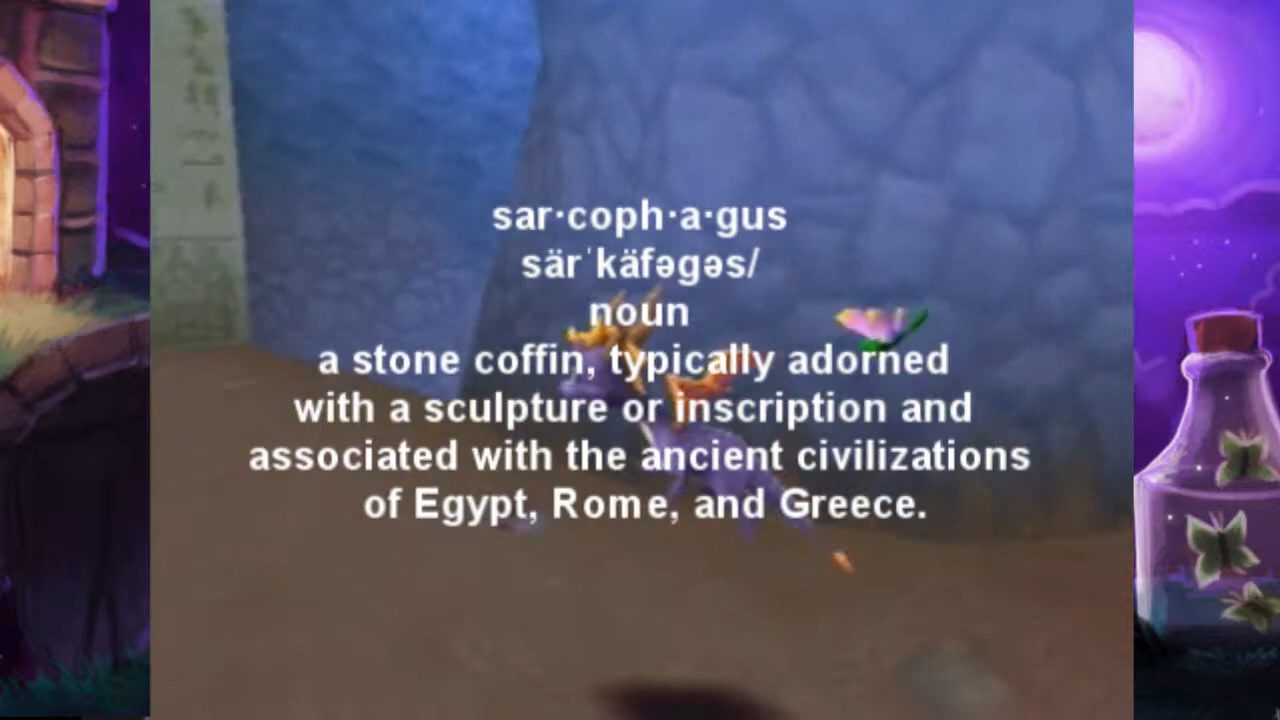 sar·coph·a·gus
särˈkäfəgəs/
noun
a stone coffin, typically adorned
with a sculpture or inscription and
associated with the ancient civilizations
of Egypt, Rome, and Greece.